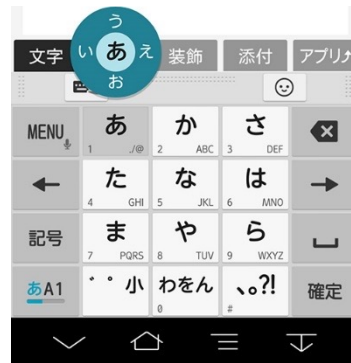 う
文字 い あ え 装飾 添付 アプリ
お
MENU あ か さ
1 ./@ 2 ABC 3 DEF
た な は
4 GHI 5 JKL 6 MNO
記号 ま や ら
7 PQRS 8 TUV 9 WXYZ
あA1 ゛゜小 わをん 、。?! 確定
0 #